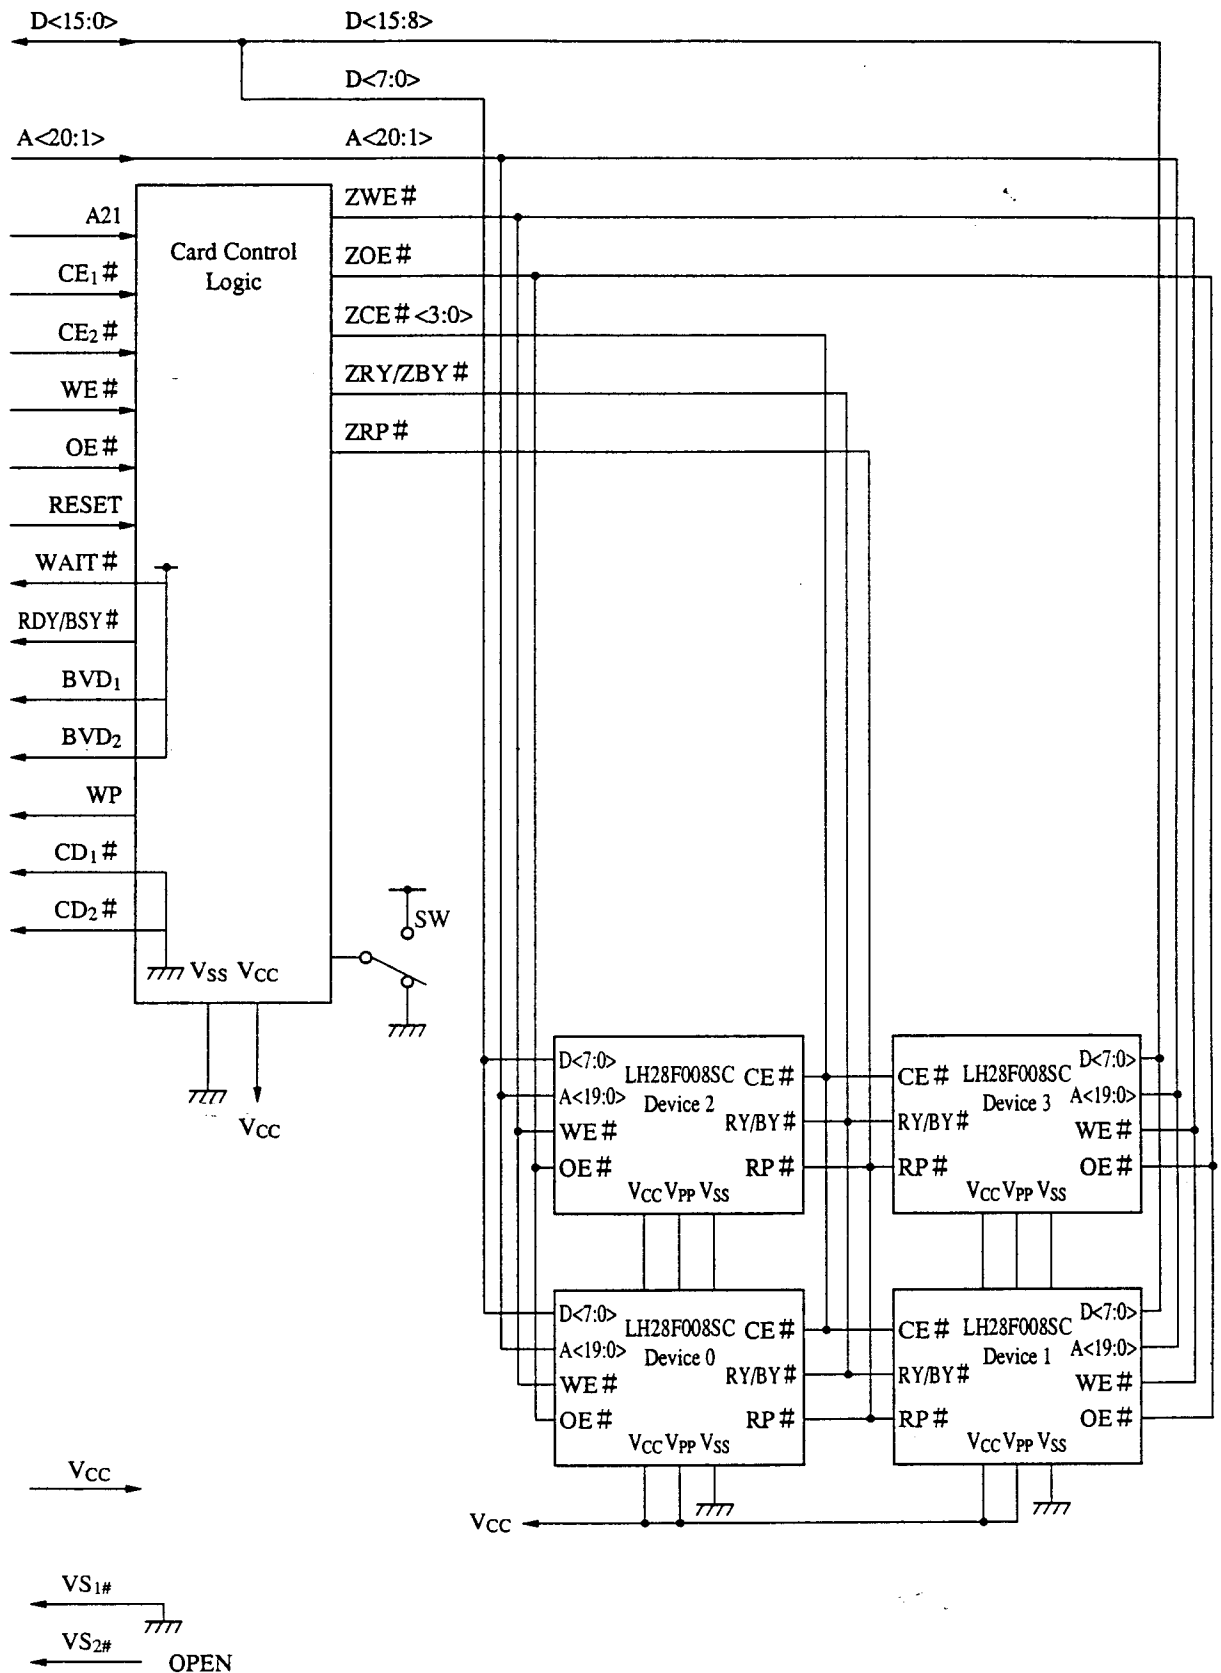 D<15:0>
D<15:8>
D<7:0>
A<20:1>
A<20:1>
ZWE#
A21
Card Control
Logic
ZOE#
CE1#
ZCE#<3:0>
CE2#
ZRY/ZBY#
WE#
ZRP#
OE#
RESET
WAIT#
RDY/BSY#
BVD1
BVD2
WP
CD1#
CD2#
SW
VSS VCC
VCC
D<7:0>
LH28F008SC
CE#
A<19:0>
Device 2
RY/BY#
WE#
OE#
RP#
VCC VPP VSS
CE#
LH28F008SC
D<7:0>
Device 3
A<19:0>
RY/BY#
WE#
RP#
OE#
VCC VPP VSS
D<7:0>
LH28F008SC
CE#
A<19:0>
Device 0
RY/BY#
WE#
OE#
RP#
VCC VPP VSS
CE#
LH28F008SC
D<7:0>
Device 1
A<19:0>
RY/BY#
WE#
RP#
OE#
VCC VPP VSS
VCC
VCC
VS1#
VS2#
OPEN